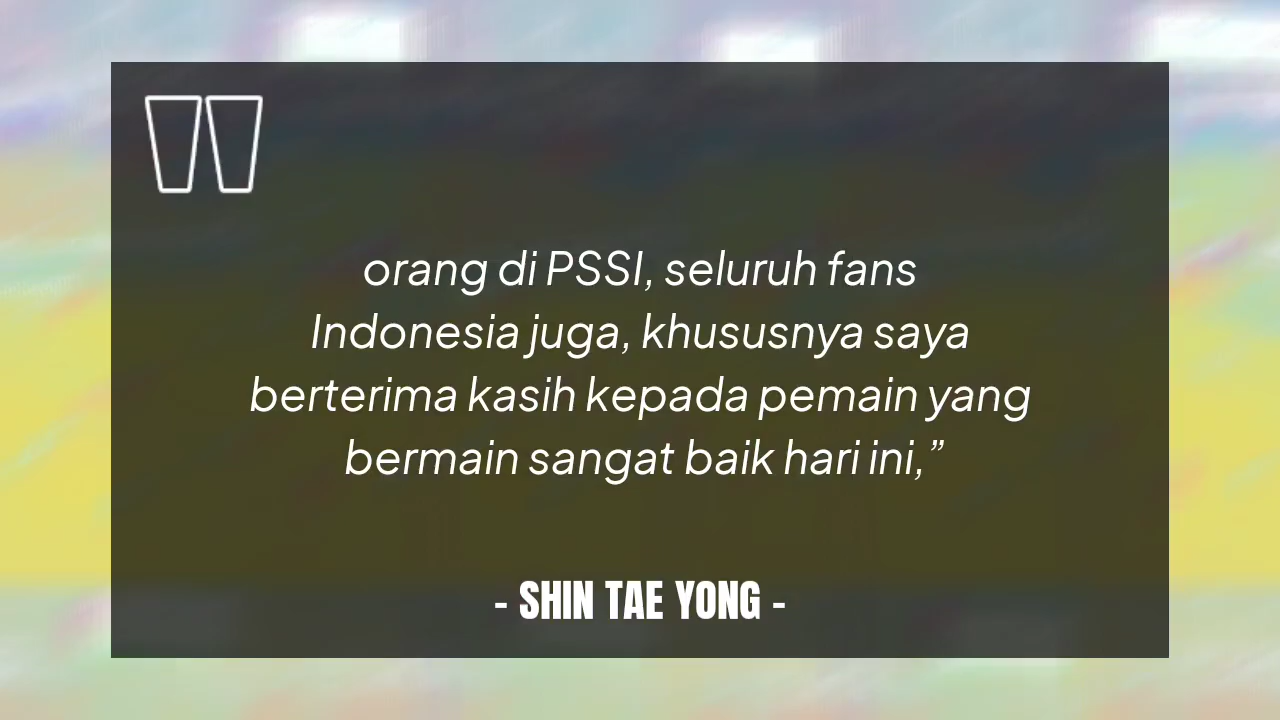 orang di PSSI, seluruh fans
Indonesia juga, khususnya saya
berterima kasih kepada pemain yang
bermain sangat baik hari ini,”
- SHIN TAE YONG -